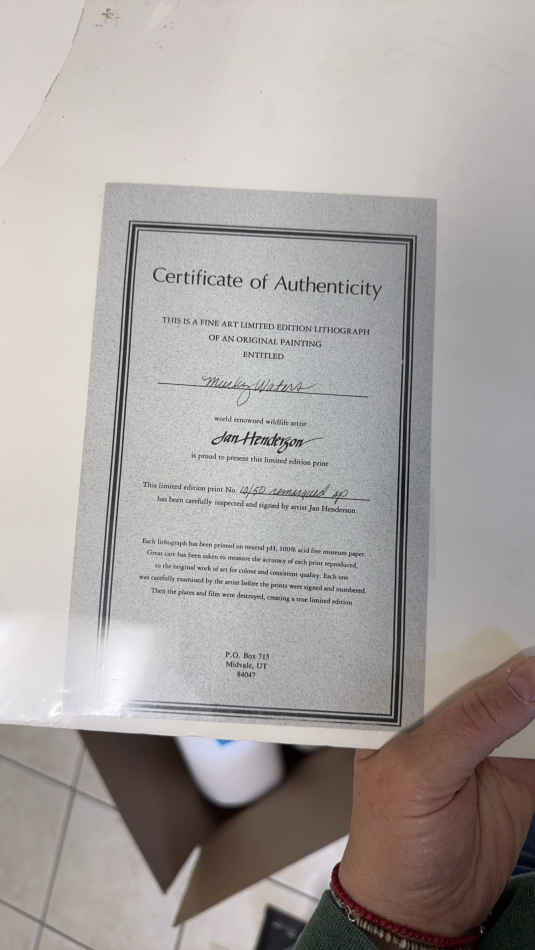 Certificate of Authenticity
THIS IS A FINE ART LIMITED EDITION LITHOGRAPH
OF AN ORIGINAL PAINTING
ENTITLED
Murky Waters
world renowned wildlife artist
Jan Henderson
is proud to present this limited edition print
This limited edition print No. 12/50 remarqued ap
has been carefully inspected and signed by artist Jan Henderson
Each lithograph has been printed on neutral pH, 100% acid free museum paper.
Great care has been taken to measure the accuracy of each print reproduced,
to the original work of art for colour and consistent quality. Each one
was carefully examined by the artist before the prints were signed and numbered.
Then the plates and film were destroyed, creating a true limited edition
P.O. Box 715
Midvale, UT
84047